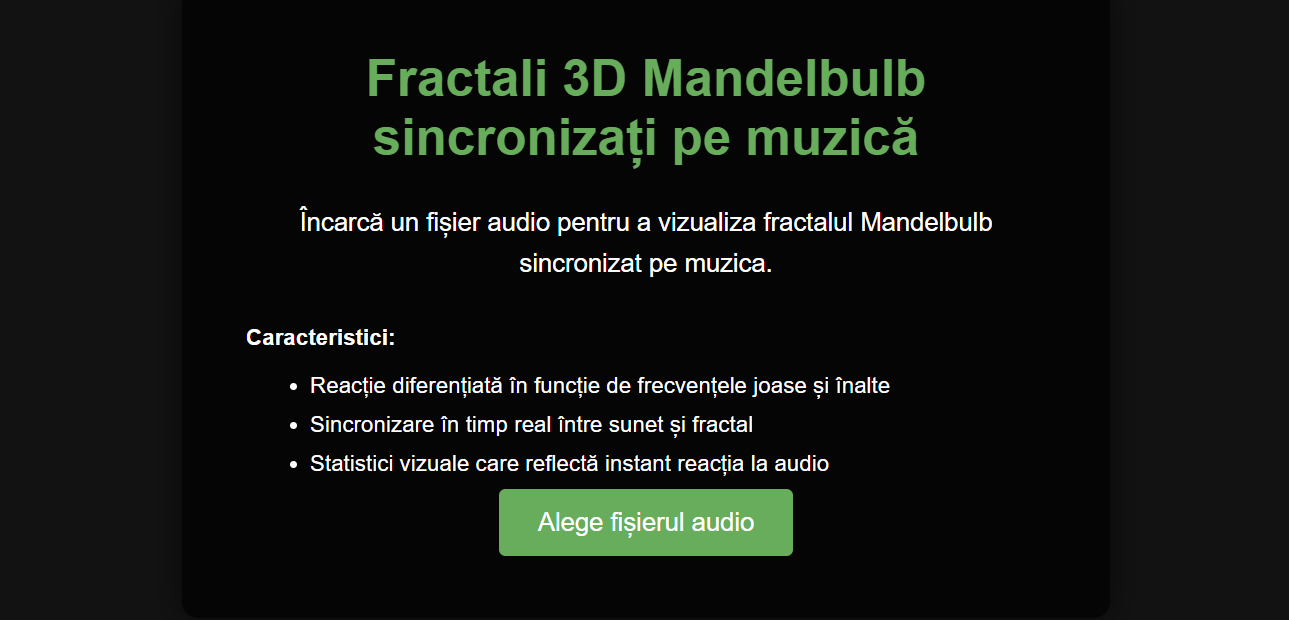 Fractali 3D Mandelbulb
sincronizați pe muzică
Încarcă un fișier audio pentru a vizualiza fractalul Mandelbulb
sincronizat pe muzica.
Caracteristici:
• Reacție diferențiată în funcție de frecvențele joase și înalte
• Sincronizare în timp real între sunet și fractal
• Statistici vizuale care reflectă instant reacția la audio
Alege fișierul audio